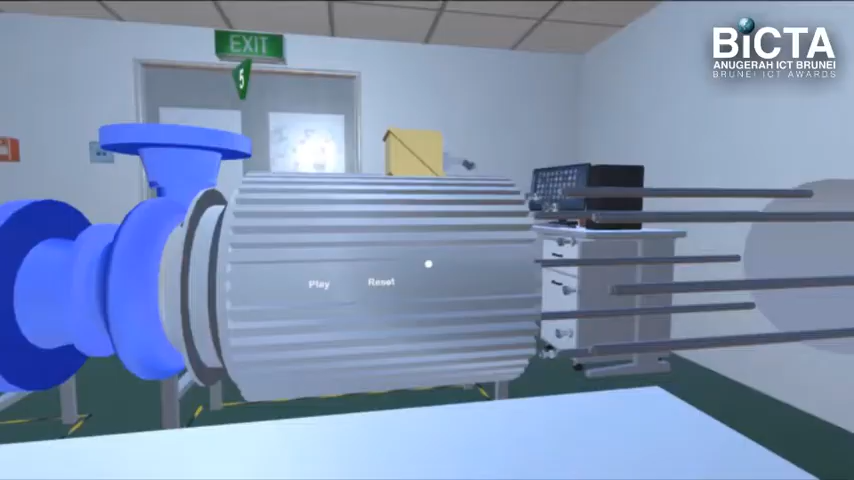 EXIT
5
BiCTA
ANUGERAH ICT BRUNEI
BRUNEI ICT AWARDS
Play
Reset